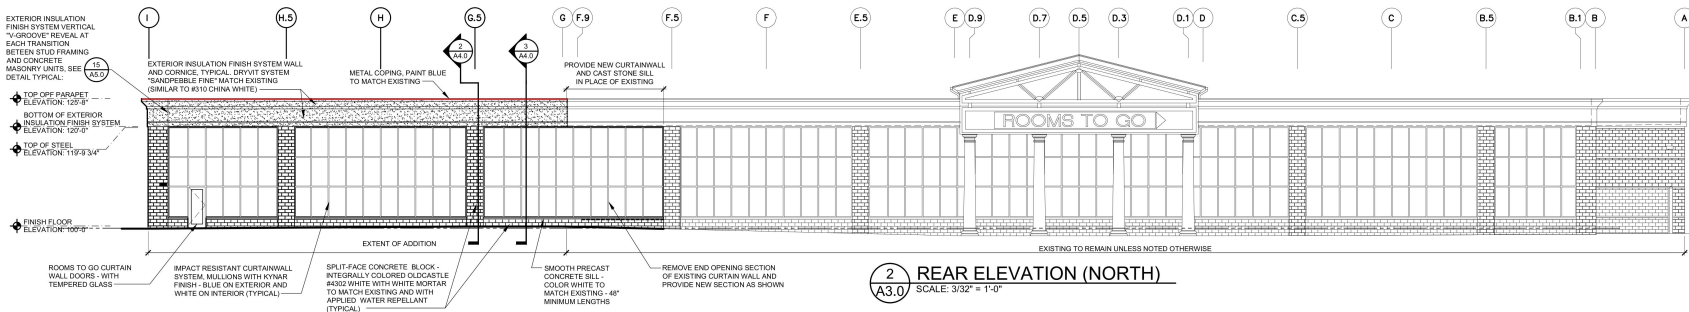 EXTERIOR INSULATION
FINISH SYSTEM VERTICAL
"V-GROOVE" REVEAL AT
EACH TRANSITION
BETEEN STUD FRAMING
AND CONCRETE
MASONRY UNITS, SEE
DETAIL TYPICAL:
15
A5.0
I
H.5
H
G.5
G
F.9
F.5
F
E.5
E
D.9
D.7
D.5
D.3
D.1
D
C.5
C
B.5
B.1
B
A
2
A4.0
3
A4.0
EXTERIOR INSULATION FINISH SYSTEM WALL
AND CORNICE, TYPICAL. DRYVIT SYSTEM
"SANDPEBBLE FINE" MATCH EXISTING
(SIMILAR TO #310 CHINA WHITE)
METAL COPING, PAINT BLUE
TO MATCH EXISTING
PROVIDE NEW CURTAINWALL
AND CAST STONE SILL
IN PLACE OF EXISTING
TOP OPF PARAPET
ELEVATION: 125'-8"
BOTTOM OF EXTERIOR
INSULATION FINISH SYSTEM
ELEVATION: 120'-0"
TOP OF STEEL
ELEVATION: 119'-9 3/4"
FINISH FLOOR
ELEVATION: 100'-0"
ROOMS TO GO
EXTENT OF ADDITION
EXISTING TO REMAIN UNLESS NOTED OTHERWISE
ROOMS TO GO CURTAIN
WALL DOORS - WITH
TEMPERED GLASS
IMPACT RESISTANT CURTAINWALL
SYSTEM, MULLIONS WITH KYNAR
FINISH - BLUE ON EXTERIOR AND
WHITE ON INTERIOR (TYPICAL)
SPLIT-FACE CONCRETE BLOCK -
INTEGRALLY COLORED OLDCASTLE
#4302 WHITE WITH WHITE MORTAR
TO MATCH EXISTING AND WITH
APPLIED WATER REPELLANT
(TYPICAL)
SMOOTH PRECAST
CONCRETE SILL -
COLOR WHITE TO
MATCH EXISTING - 48"
MINIMUM LENGTHS
REMOVE END OPENING SECTION
OF EXISTING CURTAIN WALL AND
PROVIDE NEW SECTION AS SHOWN
2
A3.0
REAR ELEVATION (NORTH)
SCALE: 3/32" = 1'-0"